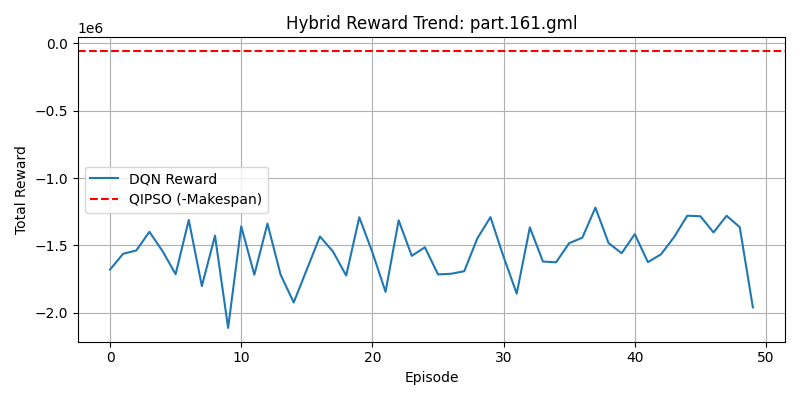 Hybrid Reward Trend: part.161.gml
1e6
0.0
−0.5
−1.0
−1.5
−2.0
Total Reward
DQN Reward
QIPSO (-Makespan)
0 10 20 30 40 50
Episode